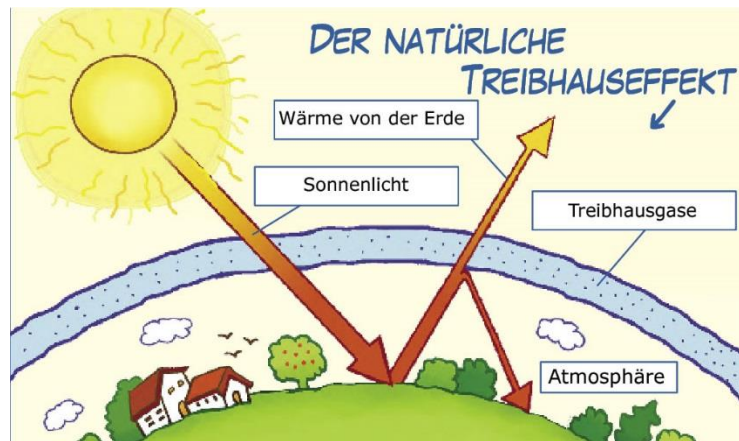 DER NATÜRLICHE
TREIBHAUSEFFEKT
Wärme von der Erde
Sonnenlicht
Treibhausgase
Atmosphäre